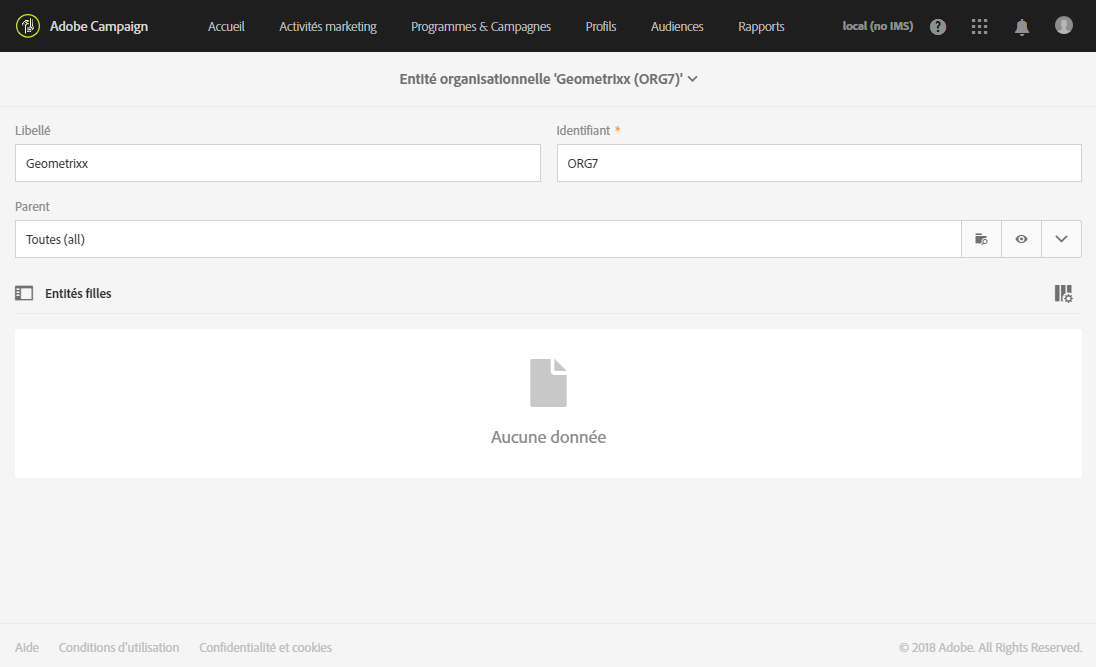 Adobe Campaign Accueil Activités marketing Programmes & Campagnes Profils Audiences Rapports local (no IMS)
Entité organisationnelle 'Geometrixx (ORG7)'
Libellé Identifiant *
Geometrixx ORG7
Parent
Toutes (all)
Entités filles
Aucune donnée
Aide Conditions d'utilisation Confidentialité et cookies © 2018 Adobe. All Rights Reserved.